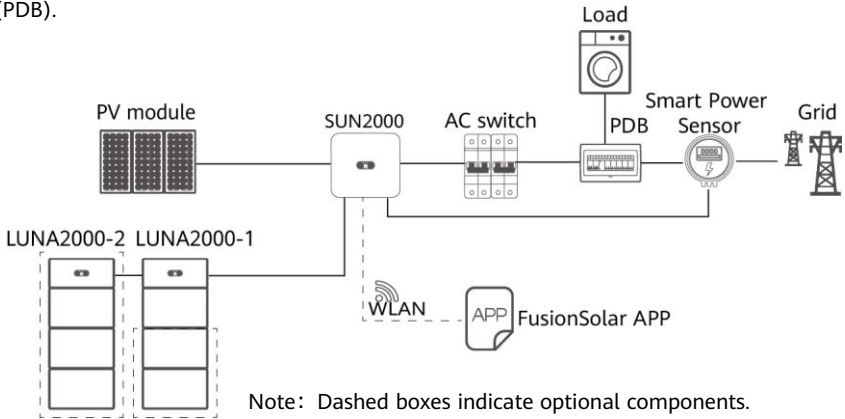 (PDB).
Load
PV module
SUN2000
AC switch
PDB
Smart Power
Sensor
Grid
LUNA2000-2 LUNA2000-1
WLAN
APP
FusionSolar APP
Note: Dashed boxes indicate optional components.